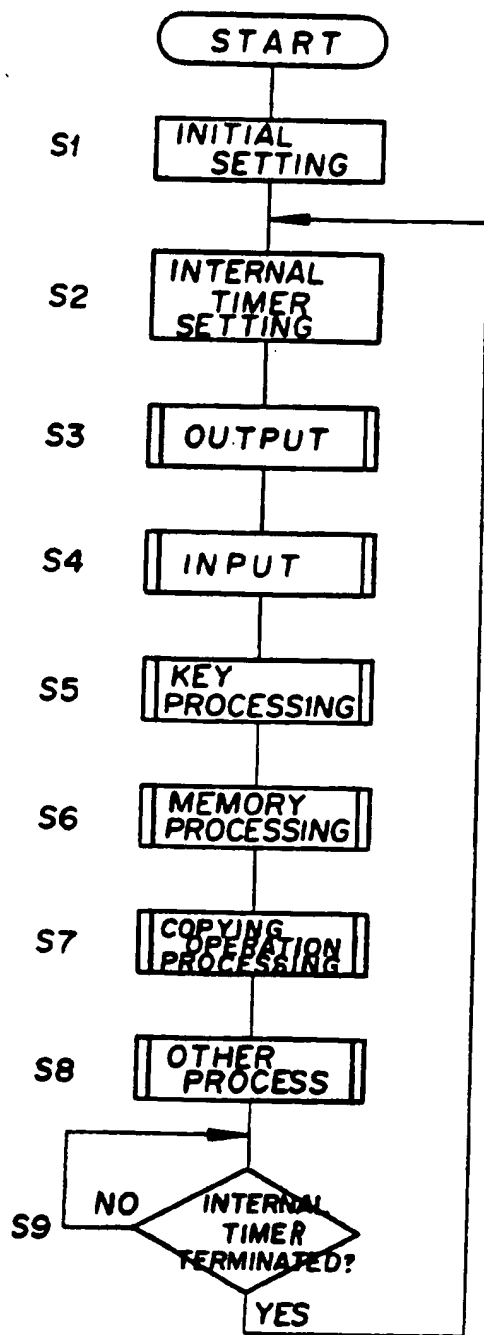 START
S1
INITIAL
SETTING
S2
INTERNAL
TIMER
SETTING
S3
OUTPUT
S4
INPUT
S5
KEY
PROCESSING
S6
MEMORY
PROCESSING
S7
COPYING
OPERATION
PROCESSING
S8
OTHER
PROCESS
S9
NO
INTERNAL
TIMER
TERMINATED?
YES